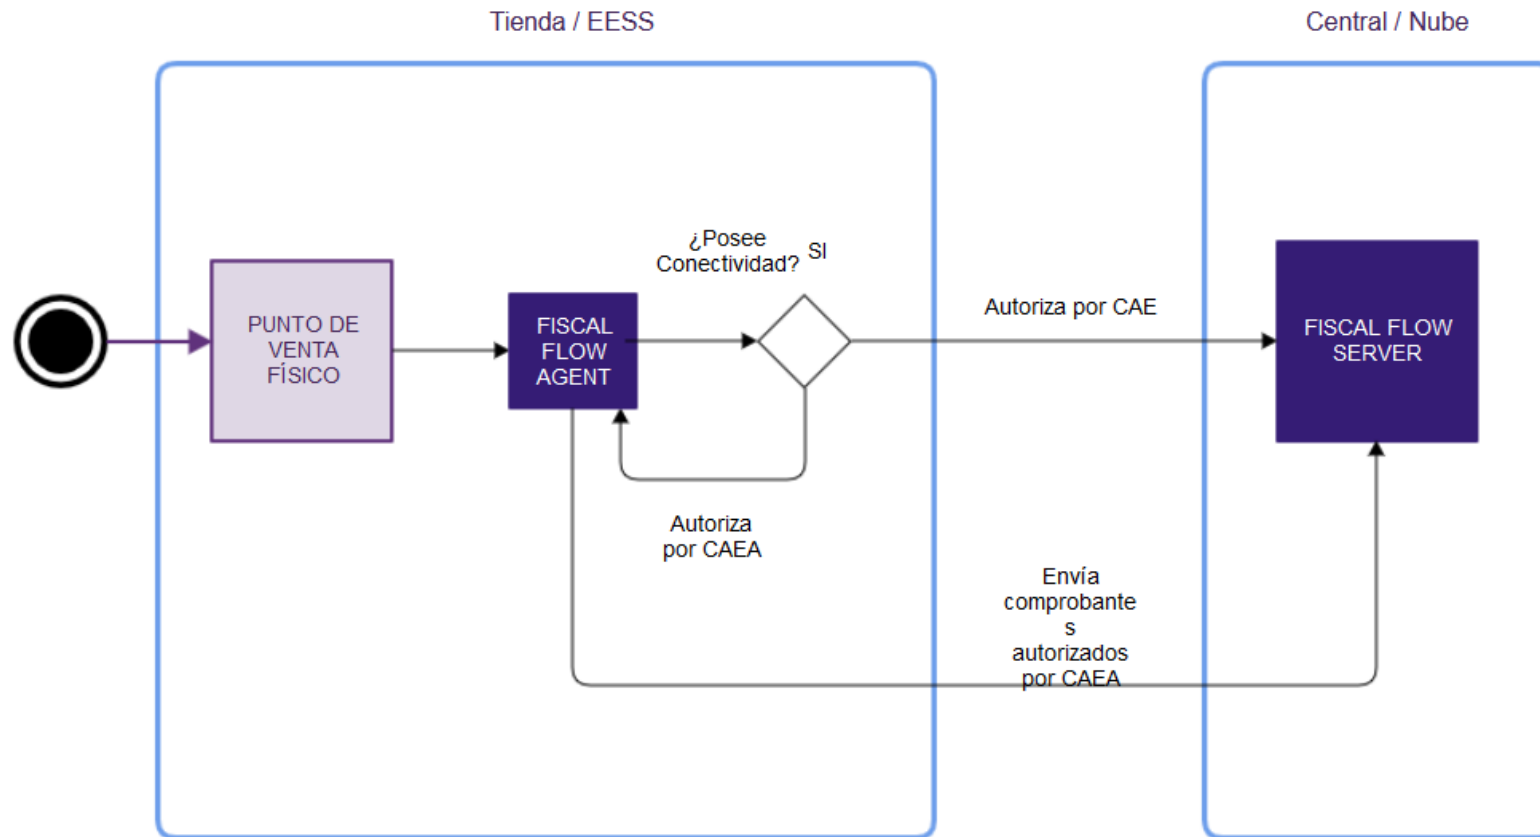 Tienda / EESS
Central / Nube
¿Posee
Conectividad?
SI
PUNTO DE
VENTA
FÍSICO
FISCAL
FLOW
AGENT
Autoriza por CAE
FISCAL FLOW
SERVER
Autoriza
por CAEA
Envía
comprobante
s
autorizados
por CAEA